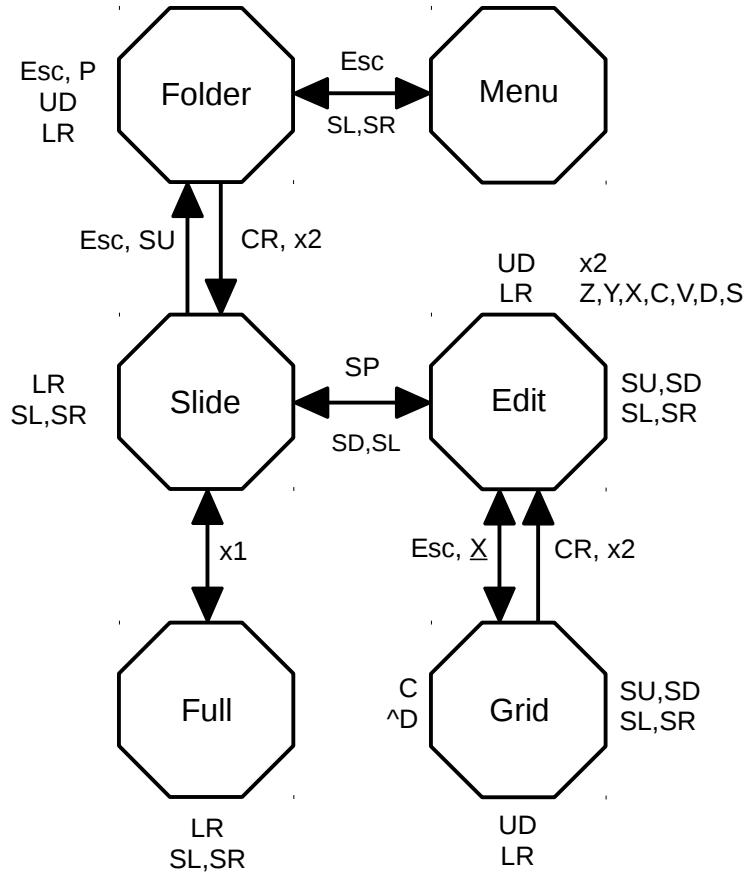 Esc, P
UD
LR
Folder
Esc
SL,SR
Menu
Esc, SU
CR, x2
UD
LR
x2
Z,Y,X,C,V,D,S
LR
SL,SR
Slide
SP
SD,SL
Edit
SU,SD
SL,SR
x1
Esc, X
CR, x2
Full
C
^D
Grid
SU,SD
SL,SR
LR
SL,SR
UD
LR